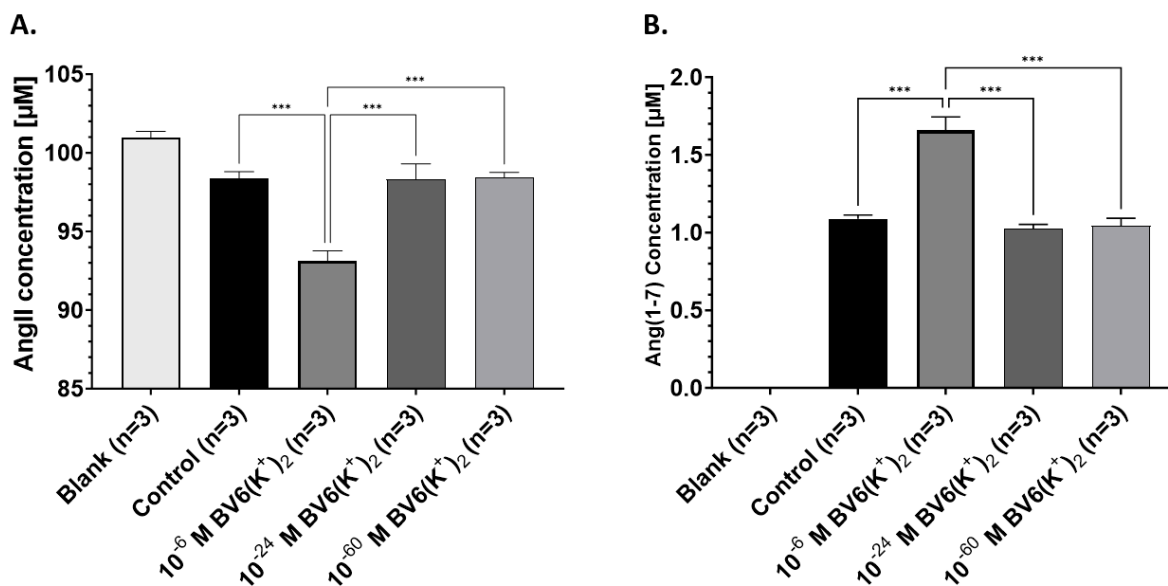 A.
AngII concentration [µM]
105
100
95
90
85
***
***
***
Blank (n=3)
Control (n=3)
10⁻⁶ M BV6(K⁺)₂ (n=3)
10⁻²⁴ M BV6(K⁺)₂ (n=3)
10⁻⁶⁰ M BV6(K⁺)₂ (n=3)
B.
Ang(1-7) Concentration [µM]
2.0
1.5
1.0
0.5
0.0
***
***
***
Blank (n=3)
Control (n=3)
10⁻⁶ M BV6(K⁺)₂ (n=3)
10⁻²⁴ M BV6(K⁺)₂ (n=3)
10⁻⁶⁰ M BV6(K⁺)₂ (n=3)